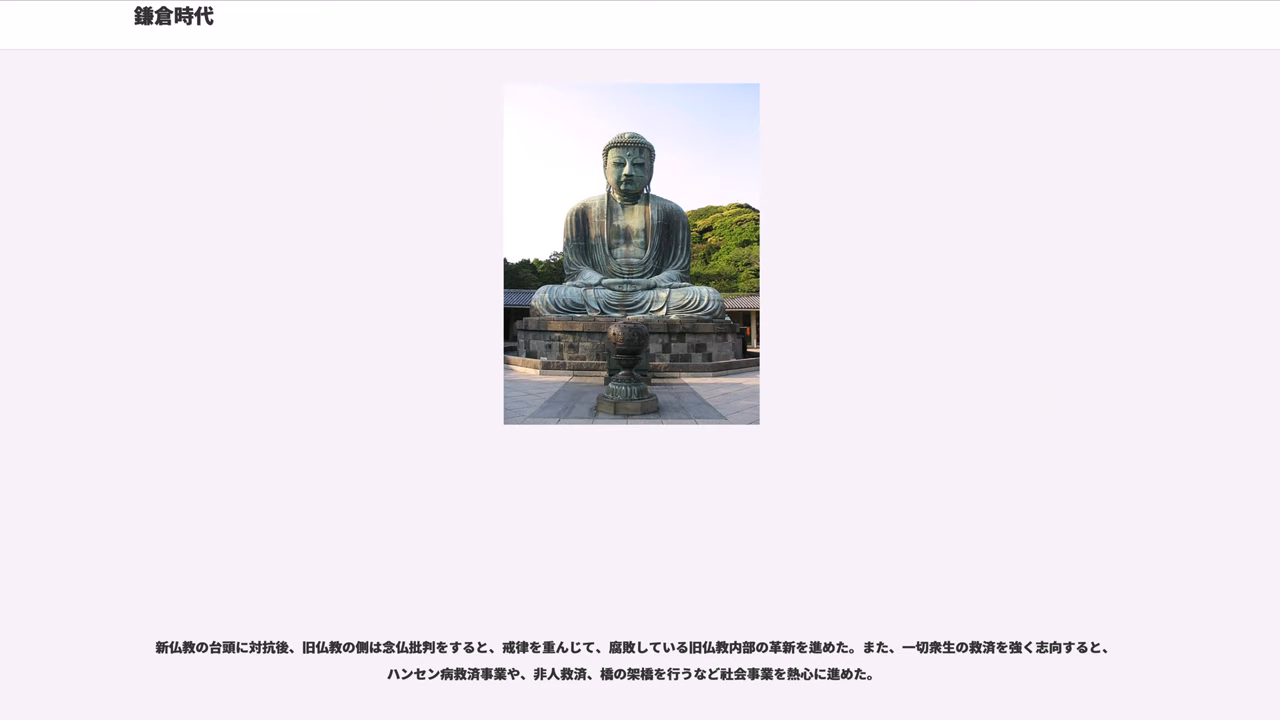 鎌倉時代
新仏教の台頭に対抗後、旧仏教の側は念仏批判をすると、戒律を重んじて、腐敗している旧仏教内部の革新を進めた。また、一切衆生の救済を強く志向すると、
ハンセン病救済事業や、非人救済、橋の架橋を行うなど社会事業を熱心に進めた。